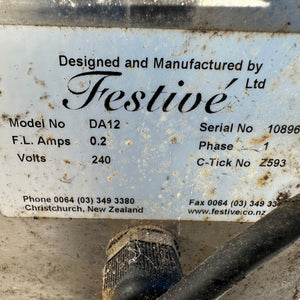 Designed and Manufactured by
Festivé Ltd
Model No DA12 Serial No 10896
F.L. Amps 0.2 Phase 1
Volts 240 C-Tick No Z593
Phone 0064 (03) 349 3380 Fax 0064 (03) 349
Christchurch, New Zealand www.festive.co.nz